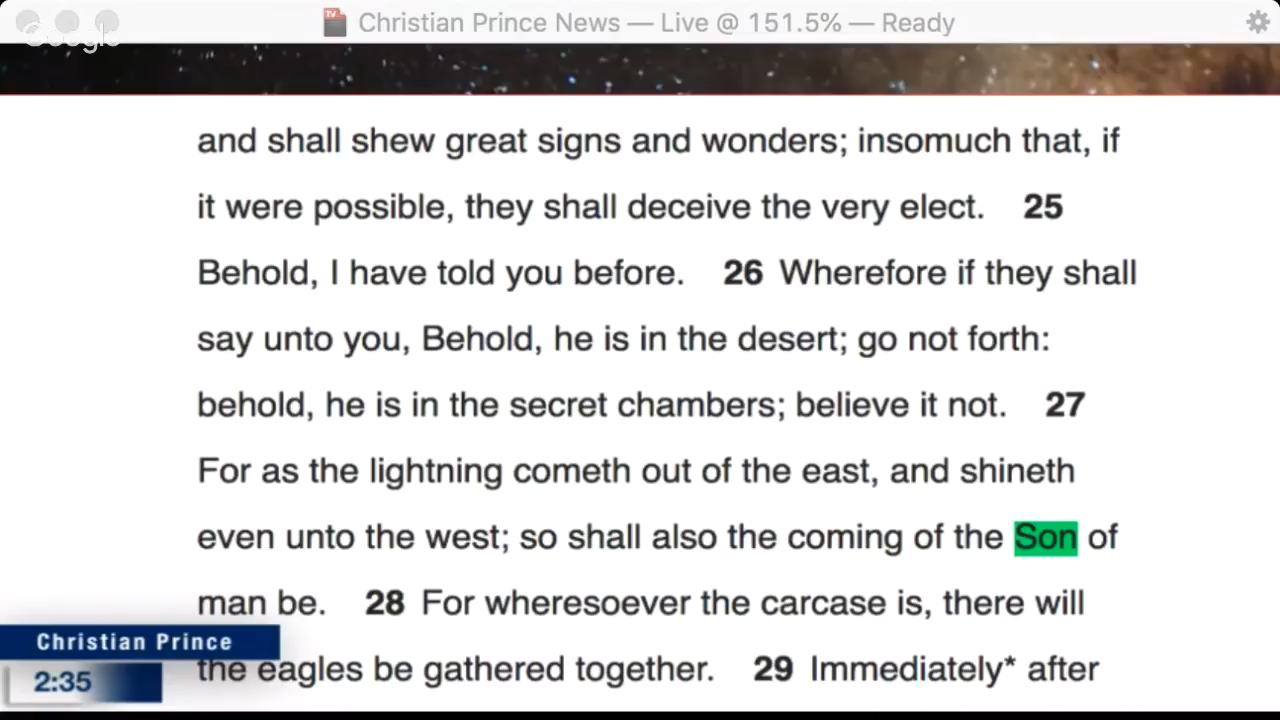 Christian Prince News — Live @ 151.5% — Ready
Google
and shall shew great signs and wonders; insomuch that, if
it were possible, they shall deceive the very elect. 25
Behold, I have told you before. 26 Wherefore if they shall
say unto you, Behold, he is in the desert; go not forth:
behold, he is in the secret chambers; believe it not. 27
For as the lightning cometh out of the east, and shineth
even unto the west; so shall also the coming of the Son of
man be. 28 For wheresoever the carcase is, there will
the eagles be gathered together. 29 Immediately* after
Christian Prince
2:35